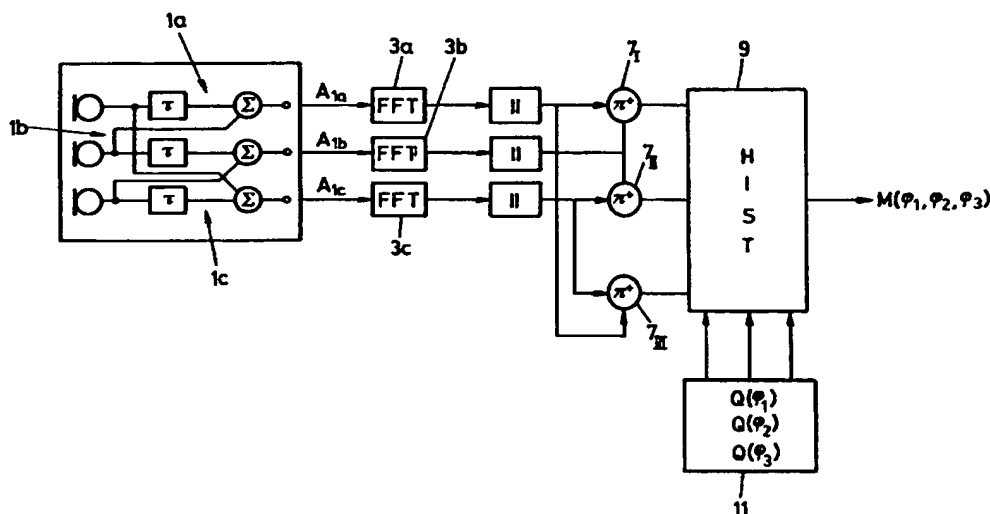 1a
3a
3b
7I
9
1b
τ
Σ
A1a
FFT
||
π+
τ
Σ
A1b
FFT
||
7II
H
I
S
T
M(φ1, φ2, φ3)
τ
Σ
A1c
FFT
||
π+
1c
3c
π+
7III
Q(φ1)
Q(φ2)
Q(φ3)
11